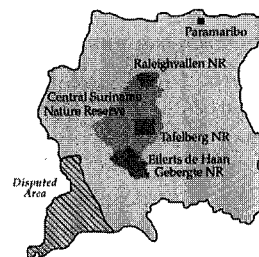 Paramaribo
Raleighvallen NR
Central Suriname
Nature Reserve
Tafelberg NR
Eilerts de Haan
Gebergte NR
Disputed
Area